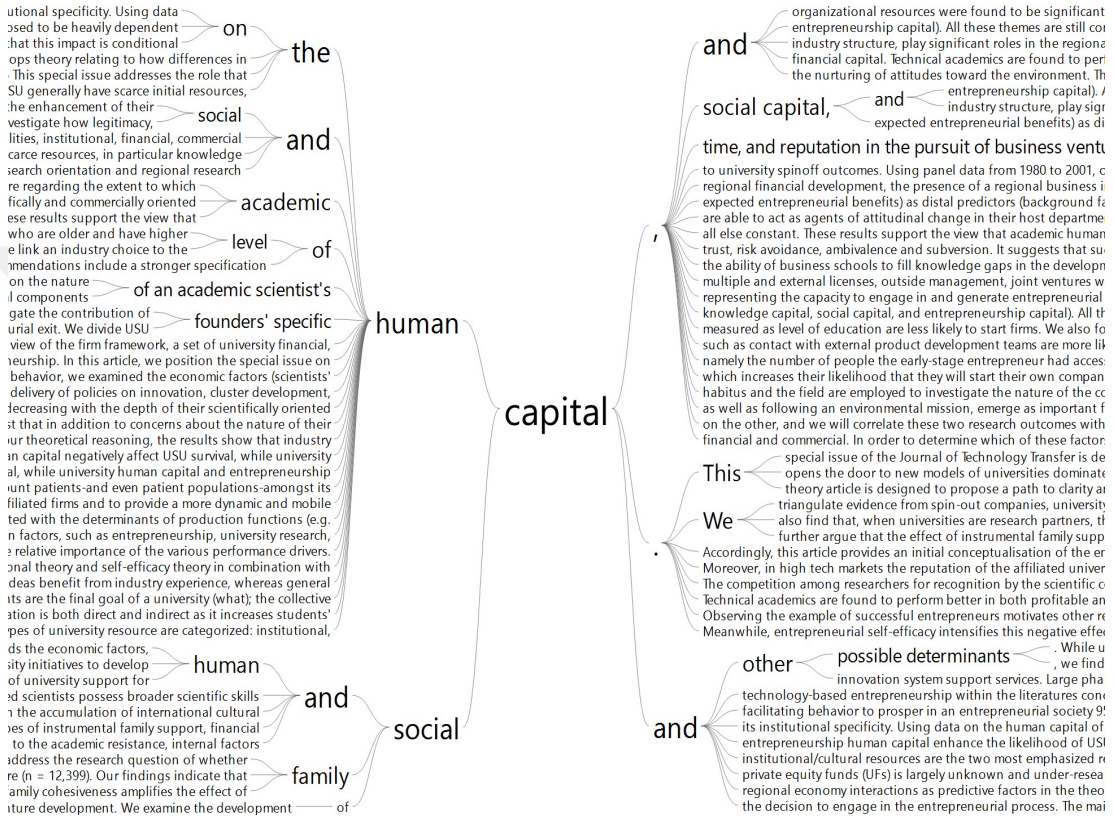 utional specificity. Using data
osed to be heavily dependent
that this impact is conditional
on
ops theory relating to how differences in
This special issue addresses the role that
SU generally have scarce initial resources,
the
the enhancement of their
vestigate how legitimacy,
social
lities, institutional, financial, commercial
carce resources, in particular knowledge
search orientation and regional research
and
re regarding the extent to which
fically and commercially oriented
ese results support the view that
academic
who are older and have higher
e link an industry choice to the
level
mmendations include a stronger specification
of
on the nature
l components
of an academic scientist's
gate the contribution of
urial exit. We divide USU
founders' specific
view of the firm framework, a set of university financial,
neurship. In this article, we position the special issue on
behavior, we examined the economic factors (scientists'
delivery of policies on innovation, cluster development,
decreasing with the depth of their scientifically oriented
st that in addition to concerns about the nature of their
ur theoretical reasoning, the results show that industry
an capital negatively affect USU survival, while university
al, while university human capital and entrepreneurship
unt patients-and even patient populations-amongst its
filiated firms and to provide a more dynamic and mobile
ted with the determinants of production functions (e.g.
n factors, such as entrepreneurship, university research,
e relative importance of the various performance drivers.
onal theory and self-efficacy theory in combination with
deas benefit from industry experience, whereas general
nts are the final goal of a university (what); the collective
ation is both direct and indirect as it increases students'
ypes of university resource are categorized: institutional,
human
ds the economic factors,
sity initiatives to develop
of university support for
human
ed scientists possess broader scientific skills
n the accumulation of international cultural
pes of instrumental family support, financial
to the academic resistance, internal factors
and
address the research question of whether
re (n = 12,399). Our findings indicate that
amily cohesiveness amplifies the effect of
family
ture development. We examine the development
of
social
capital
and
organizational resources were found to be significant
entrepreneurship capital). All these themes are still con
industry structure, play significant roles in the regiona
financial capital. Technical academics are found to perf
the nurturing of attitudes toward the environment. Th
social capital,
and
entrepreneurship capital). A
industry structure, play sign
expected entrepreneurial benefits) as di
time, and reputation in the pursuit of business ventu
to university spinoff outcomes. Using panel data from 1980 to 2001, o
regional financial development, the presence of a regional business i
expected entrepreneurial benefits) as distal predictors (background fa
are able to act as agents of attitudinal change in their host departme
all else constant. These results support the view that academic human
,
trust, risk avoidance, ambivalence and subversion. It suggests that su
the ability of business schools to fill knowledge gaps in the developm
multiple and external licenses, outside management, joint ventures w
representing the capacity to engage in and generate entrepreneurial
knowledge capital, social capital, and entrepreneurship capital). All th
measured as level of education are less likely to start firms. We also fo
such as contact with external product development teams are more lik
namely the number of people the early-stage entrepreneur had acces
which increases their likelihood that they will start their own compan
habitus and the field are employed to investigate the nature of the co
as well as following an environmental mission, emerge as important f
on the other, and we will correlate these two research outcomes with
financial and commercial. In order to determine which of these factors
This
special issue of the Journal of Technology Transfer is de
opens the door to new models of universities dominate
theory article is designed to propose a path to clarity a
We
triangulate evidence from spin-out companies, university
also find that, when universities are research partners, th
further argue that the effect of instrumental family supp
.
Accordingly, this article provides an initial conceptualisation of the en
Moreover, in high tech markets the reputation of the affiliated univer
The competition among researchers for recognition by the scientific c
Technical academics are found to perform better in both profitable an
Observing the example of successful entrepreneurs motivates other re
Meanwhile, entrepreneurial self-efficacy intensifies this negative effec
other
possible determinants
. While u
, we find
innovation system support services. Large pha
and
technology-based entrepreneurship within the literatures conc
facilitating behavior to prosper in an entrepreneurial society 95
its institutional specificity. Using data on the human capital of
entrepreneurship human capital enhance the likelihood of USU
institutional/cultural resources are the two most emphasized re
private equity funds (UFs) is largely unknown and under-resea
regional economy interactions as predictive factors in the theo
the decision to engage in the entrepreneurial process. The mai